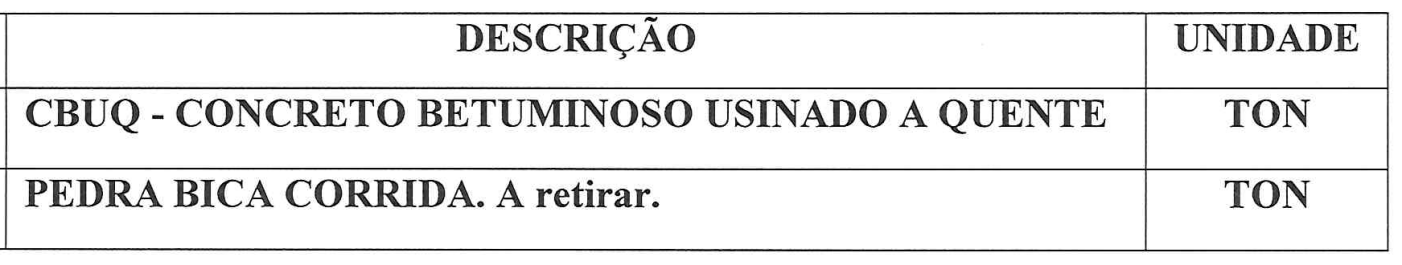 DESCRIÇÃO UNIDADE
CBUQ - CONCRETO BETUMINOSO USINADO A QUENTE TON
PEDRA BICA CORRIDA. A retirar. TON